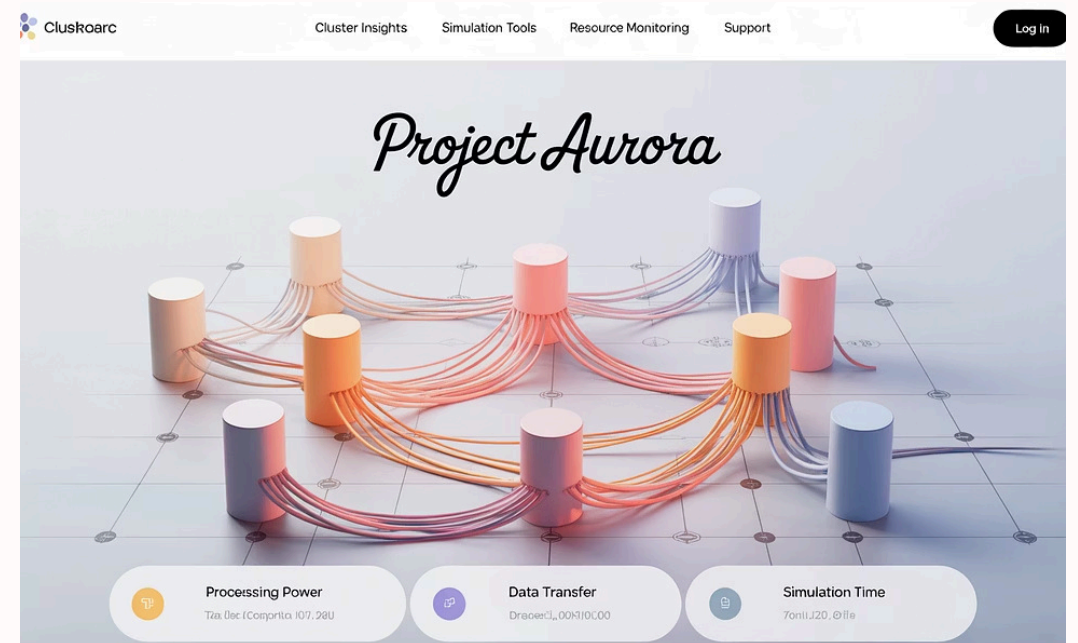 Cluskoarc
Cluster Insights
Simulation Tools
Resource Monitoring
Support
Log in
Project Aurora
Processing Power
Data Transfer
Simulation Time